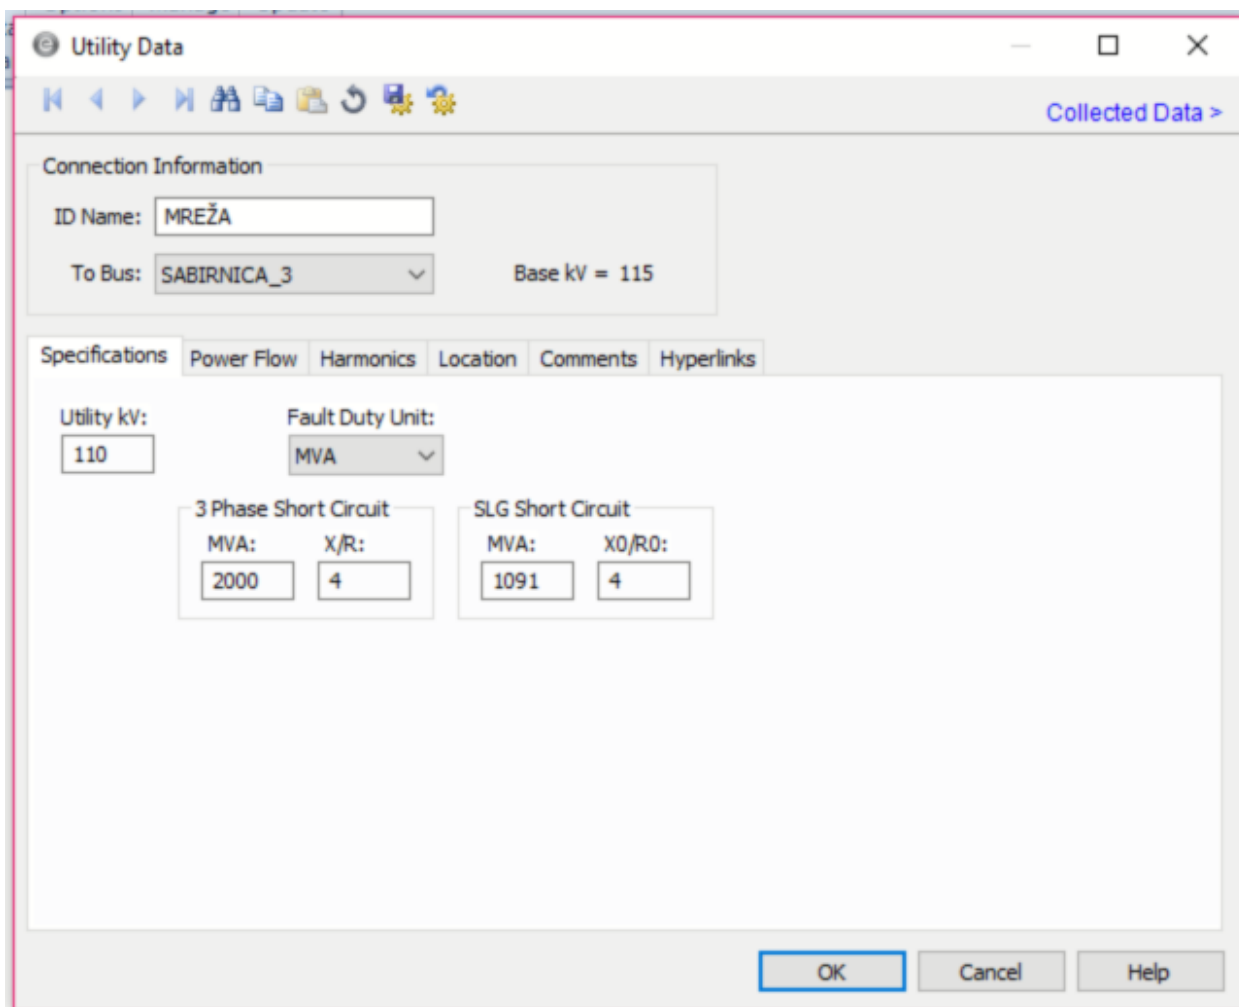 Utility Data
Collected Data >
Connection Information
ID Name: MREŽA
To Bus: SABIRNICA_3 Base kV = 115
Specifications Power Flow Harmonics Location Comments Hyperlinks
Utility kV: Fault Duty Unit:
110 MVA
3 Phase Short Circuit SLG Short Circuit
MVA: X/R: MVA: X0/R0:
2000 4 1091 4
OK Cancel Help